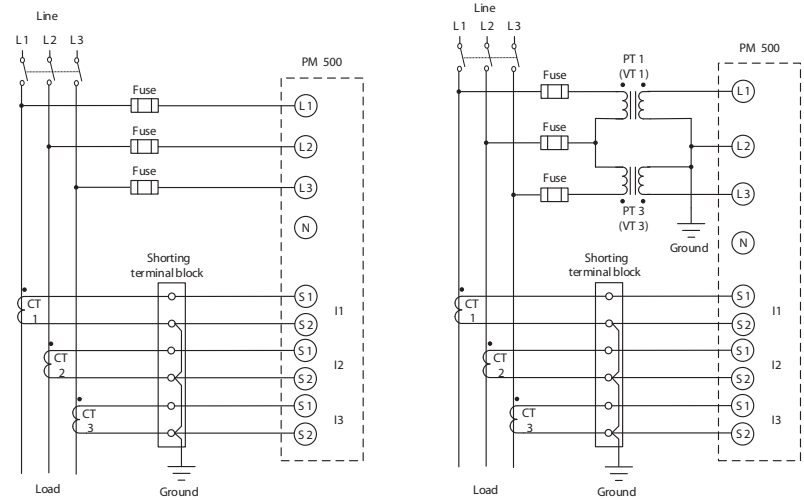 Line
L1 L2 L3
PM 500
Fuse
L1
Fuse
L2
Fuse
L3
N
Shorting
terminal block
CT
1
S1
I1
S2
CT
2
S1
I2
S2
CT
3
S1
I3
S2
Load
Ground
Line
L1 L2 L3
PT 1
(VT 1)
PM 500
Fuse
L1
Fuse
L2
Fuse
L3
PT 3
(VT 3)
Ground
N
Shorting
terminal block
CT
1
S1
I1
S2
CT
2
S1
I2
S2
CT
3
S1
I3
S2
Load
Ground